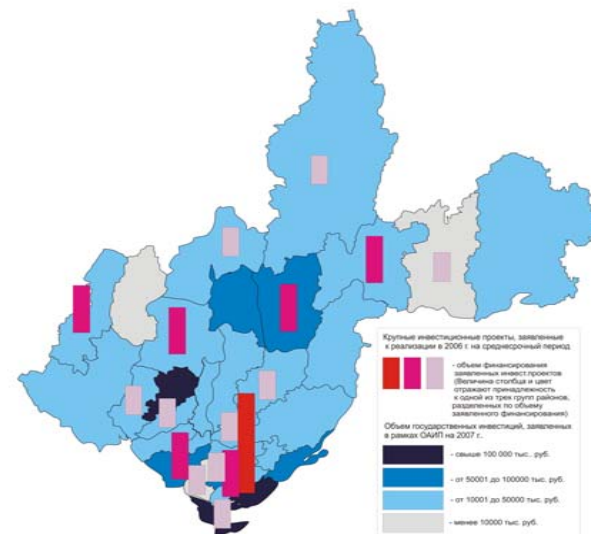 Крупные инвестиционные проекты, заявленные
к реализации в 2006 г. на среднесрочный период
- объем финансирования
заявленных инвест.проектов
(Величина столбца и цвет
отражают принадлежность
к одной из трех групп районов,
разделенных по объему
заявленного финансирования)
Объем государственных инвестиций, заявленных
в рамках ОАИП на 2007 г..
- свыше 100 000 тыс.. руб.
- от 50001 до 100000 тыс. руб.
- от 10001 до 50000 тыс. руб.
- менее 10000 тыс. руб.